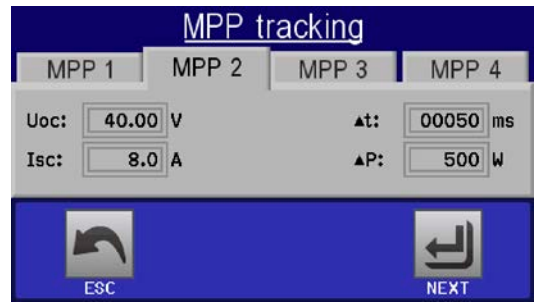 MPP tracking
MPP 1 MPP 2 MPP 3 MPP 4
Uoc: 40.00 V ▲t: 00050 ms
Isc: 8.0 A ▲P: 500 W
ESC NEXT